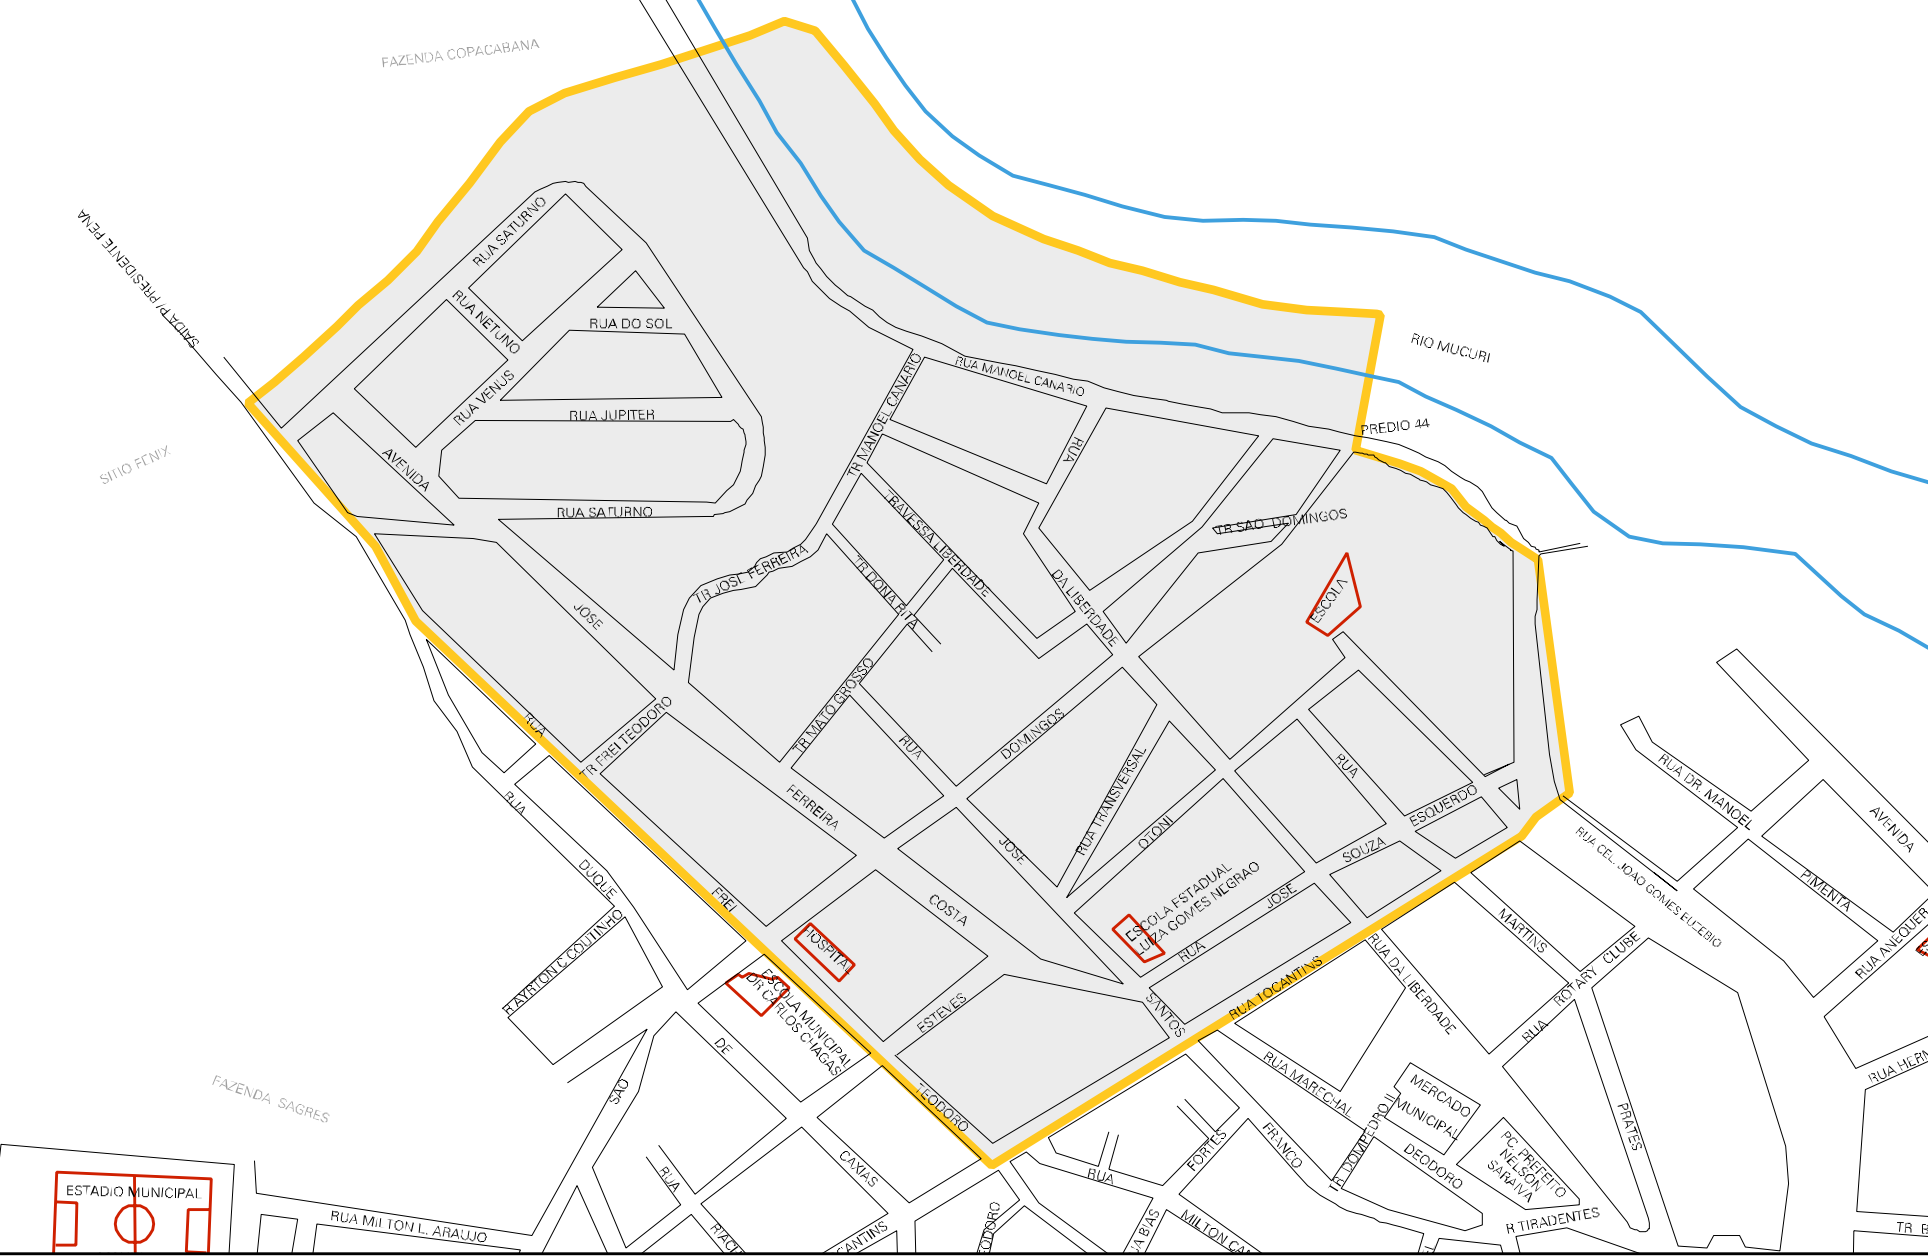 FAZENDA COPACABANA
SAIDA P/ PRESIDENTE PENA
RUA SATURNO
RUA NETUNO
RUA DO SOL
RUA VENUS
RUA JUPITER
AVENIDA
RUA SATURNO
SITIO FENIX
RIO MUCURI
RUA MANOEL CANARIO
TR MANOEL CANARIO
PREDIO 44
RUA
TRAVESSA LIBERDADE
TR SAO DOMINGOS
TR JOSE FERREIRA
TR DONA RITA
DA LIBERDADE
ESCOLA
JOSE
TR MATO GROSSO
TR FREI TEODORO
RUA
RUA
DOMINGOS
RUA TRANSVERSAL
RUA
FERREIRA
RUA
JOSE
OTONI
ESQUERDO
SOUZA
RUA DR. MANOEL
AVENIDA
PIMENTA
RUA CEL. JOAO GOMES EUZEBIO
DUQUE
FREI
COSTA
ESCOLA ESTADUAL
LUIZA GOMES NEGRAO
JOSE
RUA
HOSPITAL
R AYRTON C COUTINHO
ESCOLA MUNICIPAL
DR CARLOS CHAGAS
ESTEVES
SANTOS
RUA TOCANTINS
RUA DA LIBERDADE
MARTINS
RUA
ROTARY
CLUBE
DE
SAO
TEODORO
FAZENDA SAGRES
RUA MARECHAL
MERCADO
MUNICIPAL
TR DOMPEDRO II
DEODORO
PC. PREFEITO
NELSON
SARAIVA
PRATES
R TIRADENTES
FRANCO
FORTES
RUA
CAXIAS
RUA
ESTADIO MUNICIPAL
RUA MILTON L. ARAUJO